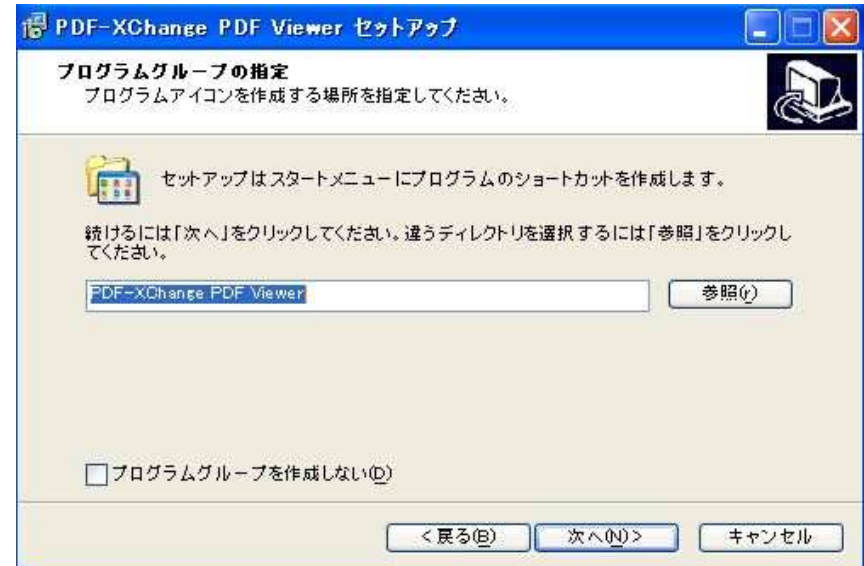 PDF-XChange PDF Viewer セットアップ
プログラムグループの指定
プログラムアイコンを作成する場所を指定してください。
セットアップはスタートメニューにプログラムのショートカットを作成します。
続けるには「次へ」をクリックしてください。違うディレクトリを選択するには「参照」をクリックし
てください。
PDF-XChange PDF Viewer
参照(r)
プログラムグループを作成しない(D)
<戻る(B)
次へ(N)>
キャンセル